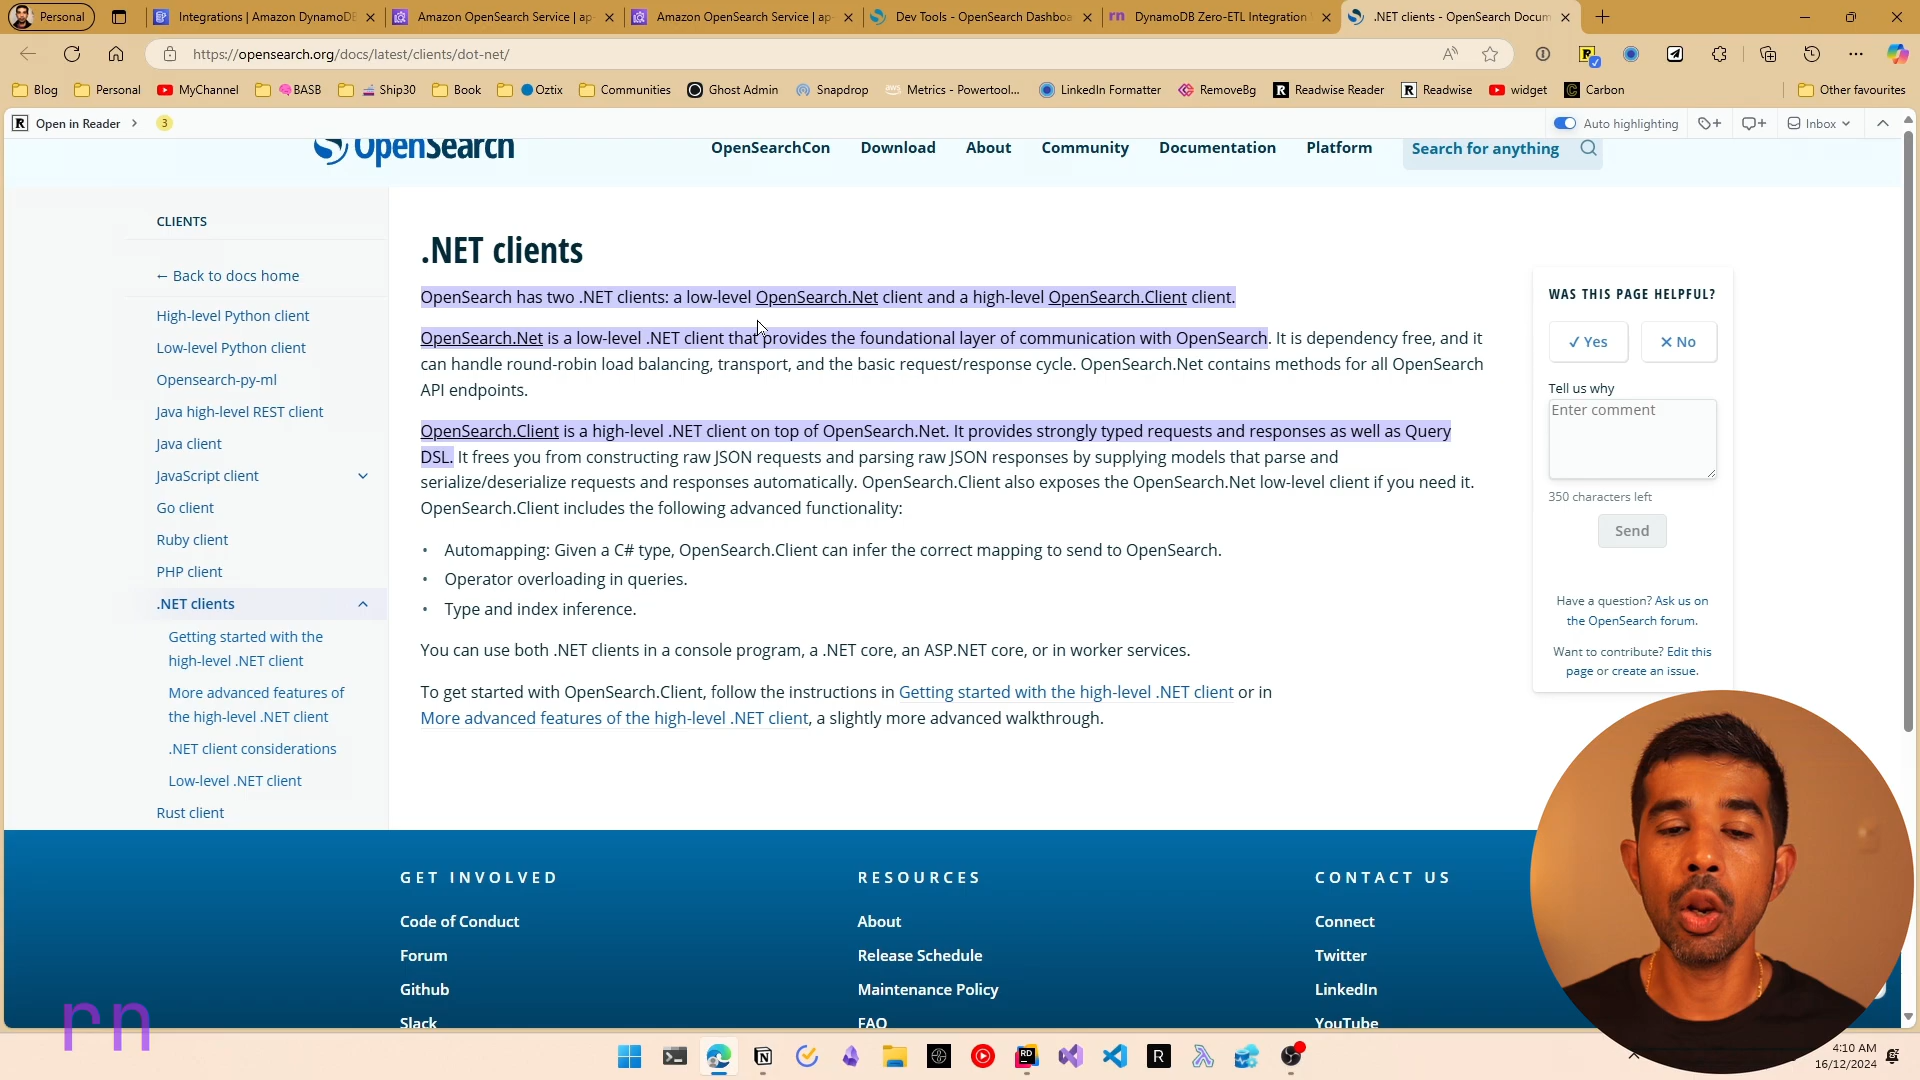 Personal
Integrations | Amazon DynamoDB
Amazon OpenSearch Service | ap-
Amazon OpenSearch Service | ap-
Dev Tools - OpenSearch Dashboa
DynamoDB Zero-ETL Integration
.NET clients - OpenSearch Docum
https://opensearch.org/docs/latest/clients/dot-net/
Blog
Personal
MyChannel
BASB
Ship30
Book
Oztix
Communities
Ghost Admin
Snapdrop
Metrics - Powertool...
LinkedIn Formatter
RemoveBg
Readwise Reader
Readwise
widget
Carbon
Other favourites
R Open in Reader
3
Auto highlighting
Inbox
OpenSearch
OpenSearchCon
Download
About
Community
Documentation
Platform
Search for anything
CLIENTS
← Back to docs home
High-level Python client
Low-level Python client
Opensearch-py-ml
Java high-level REST client
Java client
JavaScript client
Go client
Ruby client
PHP client
.NET clients
Getting started with the
high-level .NET client
More advanced features of
the high-level .NET client
.NET client considerations
Low-level .NET client
Rust client
.NET clients
OpenSearch has two .NET clients: a low-level OpenSearch.Net client and a high-level OpenSearch.Client client.
OpenSearch.Net is a low-level .NET client that provides the foundational layer of communication with OpenSearch. It is dependency free, and it
can handle round-robin load balancing, transport, and the basic request/response cycle. OpenSearch.Net contains methods for all OpenSearch
API endpoints.
OpenSearch.Client is a high-level .NET client on top of OpenSearch.Net. It provides strongly typed requests and responses as well as Query
DSL. It frees you from constructing raw JSON requests and parsing raw JSON responses by supplying models that parse and
serialize/deserialize requests and responses automatically. OpenSearch.Client also exposes the OpenSearch.Net low-level client if you need it.
OpenSearch.Client includes the following advanced functionality:
• Automapping: Given a C# type, OpenSearch.Client can infer the correct mapping to send to OpenSearch.
• Operator overloading in queries.
• Type and index inference.
You can use both .NET clients in a console program, a .NET core, an ASP.NET core, or in worker services.
To get started with OpenSearch.Client, follow the instructions in Getting started with the high-level .NET client or in
More advanced features of the high-level .NET client, a slightly more advanced walkthrough.
WAS THIS PAGE HELPFUL?
✓ Yes
✕ No
Tell us why
Enter comment
350 characters left
Send
Have a question? Ask us on
the OpenSearch forum.
Want to contribute? Edit this
page or create an issue.
GET INVOLVED
Code of Conduct
Forum
Github
Slack
RESOURCES
About
Release Schedule
Maintenance Policy
FAQ
CONTACT US
Connect
Twitter
LinkedIn
YouTube
rn
4:10 AM
16/12/2024